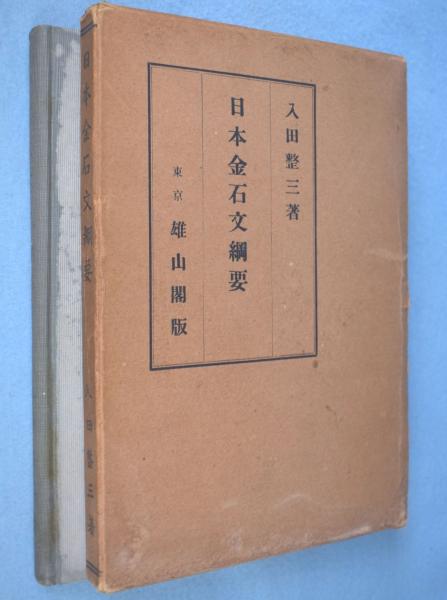 入田整三著
日本金石文綱要
東京 雄山閣版
日本金石文綱要 入田整三著